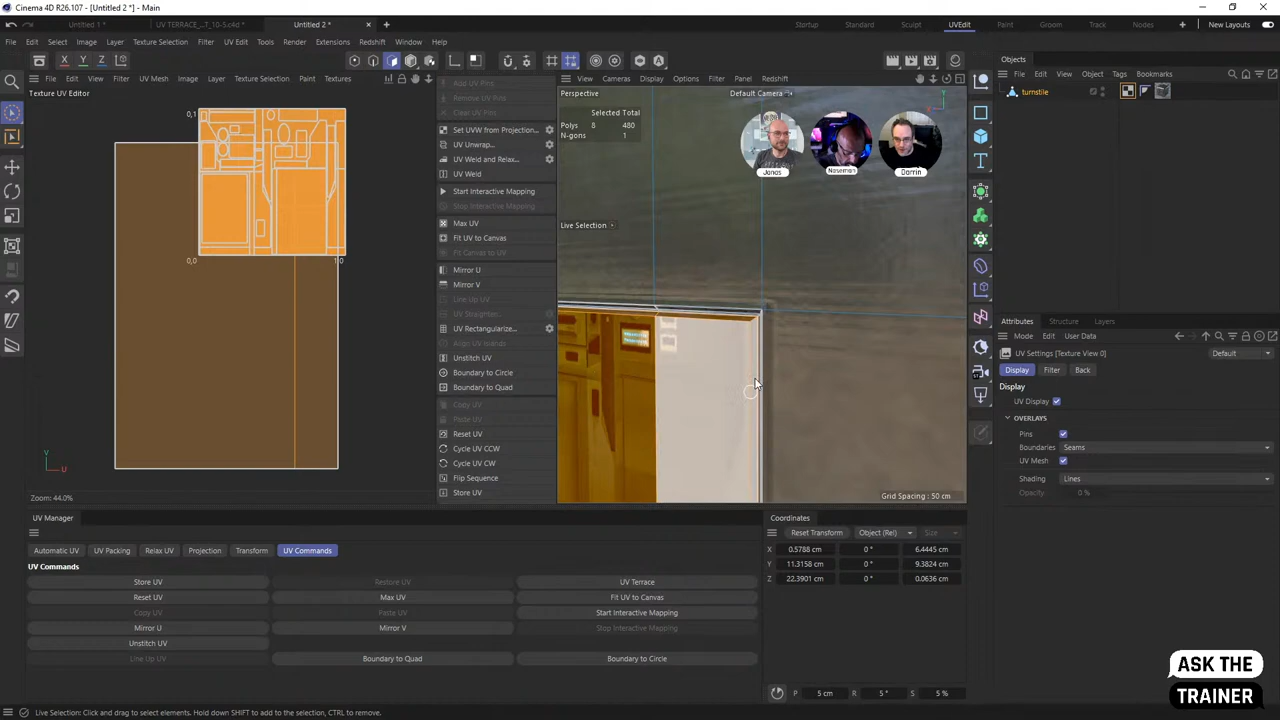 Cinema 4D R26.107 - [Untitled 2 *] - Main
Untitled 1 *
UV TERRACE_...T_10-S.c4d *
Untitled 2 *
Startup
Standard
Sculpt
UVEdit
Paint
Groom
Track
Nodes
New Layouts
File
Edit
Select
Image
Layer
Texture Selection
Filter
UV Edit
Tools
Render
Extensions
Redshift
Window
Help
X
Y
Z
File
Edit
View
Filter
UV Mesh
Image
Layer
Texture Selection
Paint
Textures
Texture UV Editor
0,1
0,0
1,0
V
U
Zoom: 44.0%
Add UV Pins
Remove UV Pins
Clear UV Pins
Set UVW from Projection...
UV Unwrap...
UV Weld and Relax...
UV Weld
Start Interactive Mapping
Stop Interactive Mapping
Max UV
Fit UV to Canvas
Fit Canvas to UV
Mirror U
Mirror V
Line Up UV
UV Straighten...
UV Rectangularize...
Align UV Islands
Unstitch UV
Boundary to Circle
Boundary to Quad
Copy UV
Paste UV
Reset UV
Cycle UV CCW
Cycle UV CW
Flip Sequence
Store UV
View
Cameras
Display
Options
Filter
Panel
Redshift
Perspective
Default Camera
Selected Total
Polys 8 480
N-gons 1
Live Selection
Jonas
Noseman
Darrin
Grid Spacing : 50 cm
Objects
File
Edit
View
Object
Tags
Bookmarks
turnstile
Attributes
Structure
Layers
Mode
Edit
User Data
UV Settings [Texture View 0]
Default
Display
Filter
Back
Display
UV Display
OVERLAYS
Pins
Boundaries Seams
UV Mesh
Shading Lines
Opacity 0 %
UV Manager
Automatic UV
UV Packing
Relax UV
Projection
Transform
UV Commands
UV Commands
Store UV
Restore UV
UV Terrace
Reset UV
Max UV
Fit UV to Canvas
Copy UV
Paste UV
Start Interactive Mapping
Mirror U
Mirror V
Stop Interactive Mapping
Unstitch UV
Line Up UV
Boundary to Quad
Boundary to Circle
Coordinates
Reset Transform
Object (Rel)
Size
X 0.5788 cm 0 ° 6.4445 cm
Y 11.3158 cm 0 ° 9.3824 cm
Z 22.3901 cm 0 ° 0.0636 cm
P 5 cm R 5 ° S 5 %
ASK THE
TRAINER
Live Selection: Click and drag to select elements. Hold down SHIFT to add to the selection, CTRL to remove.